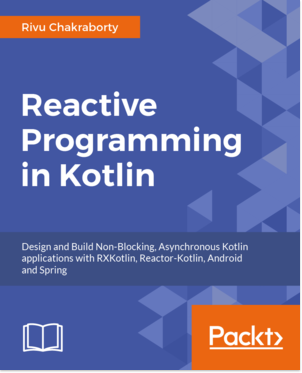 Rivu Chakraborty
Reactive
Programming
in Kotlin
Design and Build Non-Blocking, Asynchronous Kotlin
applications with RXKotlin, Reactor-Kotlin, Android
and Spring
Packt>